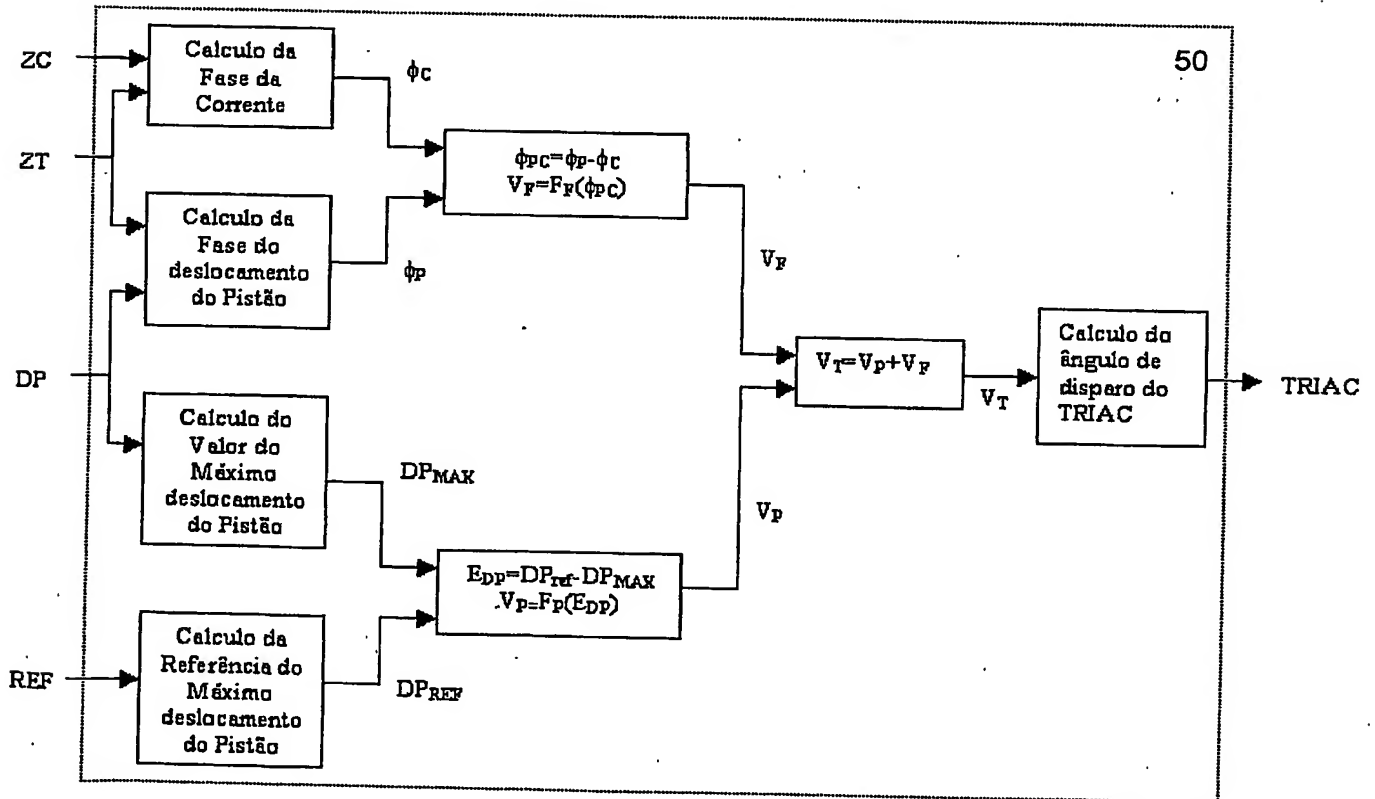 50
ZC
Calculo da
Fase da
Corrente
ϕC
ZT
ϕPC=ϕP-ϕC
VF=FF(ϕPC)
Calculo da
Fase do
deslocamento
do Pistão
ϕP
VF
DP
VT=VP+VF
VT
Calculo do
ângulo de
disparo do
TRIAC
TRIAC
Calculo do
Valor do
Máximo
deslocamento
do Pistão
DPMAX
VP
EDP=DPref-DPMAX
VP=FP(EDP)
REF
Calculo da
Referência do
Máximo
deslocamento
do Pistão
DPREF